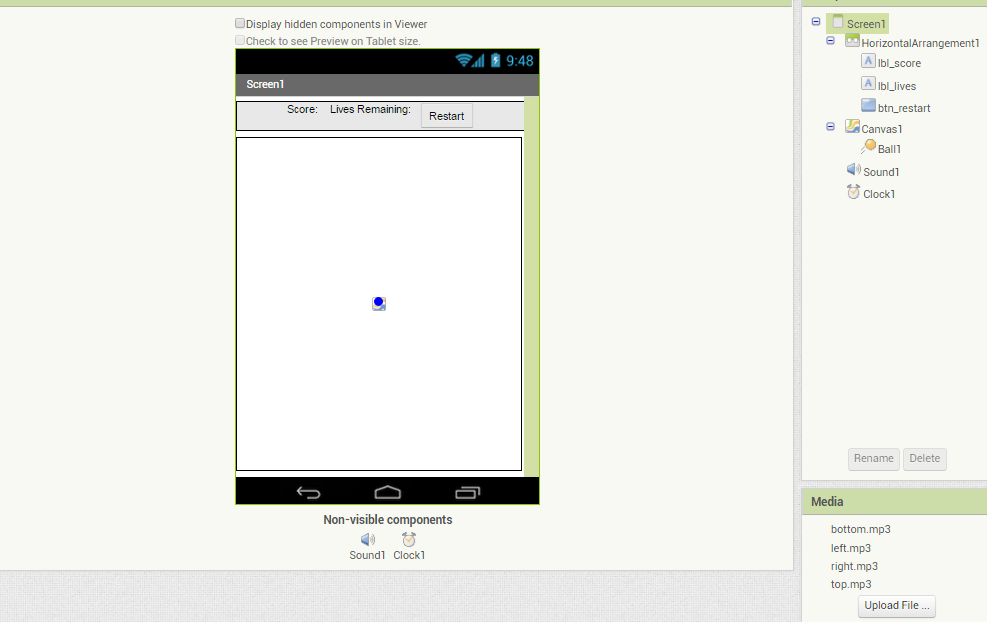 Display hidden components in Viewer
Check to see Preview on Tablet size.
9:48
Screen1
Score: Lives Remaining: Restart
Non-visible components
Sound1 Clock1
Screen1
HorizontalArrangement1
A lbl_score
A lbl_lives
btn_restart
Canvas1
Ball1
Sound1
Clock1
Rename Delete
Media
bottom.mp3
left.mp3
right.mp3
top.mp3
Upload File ...